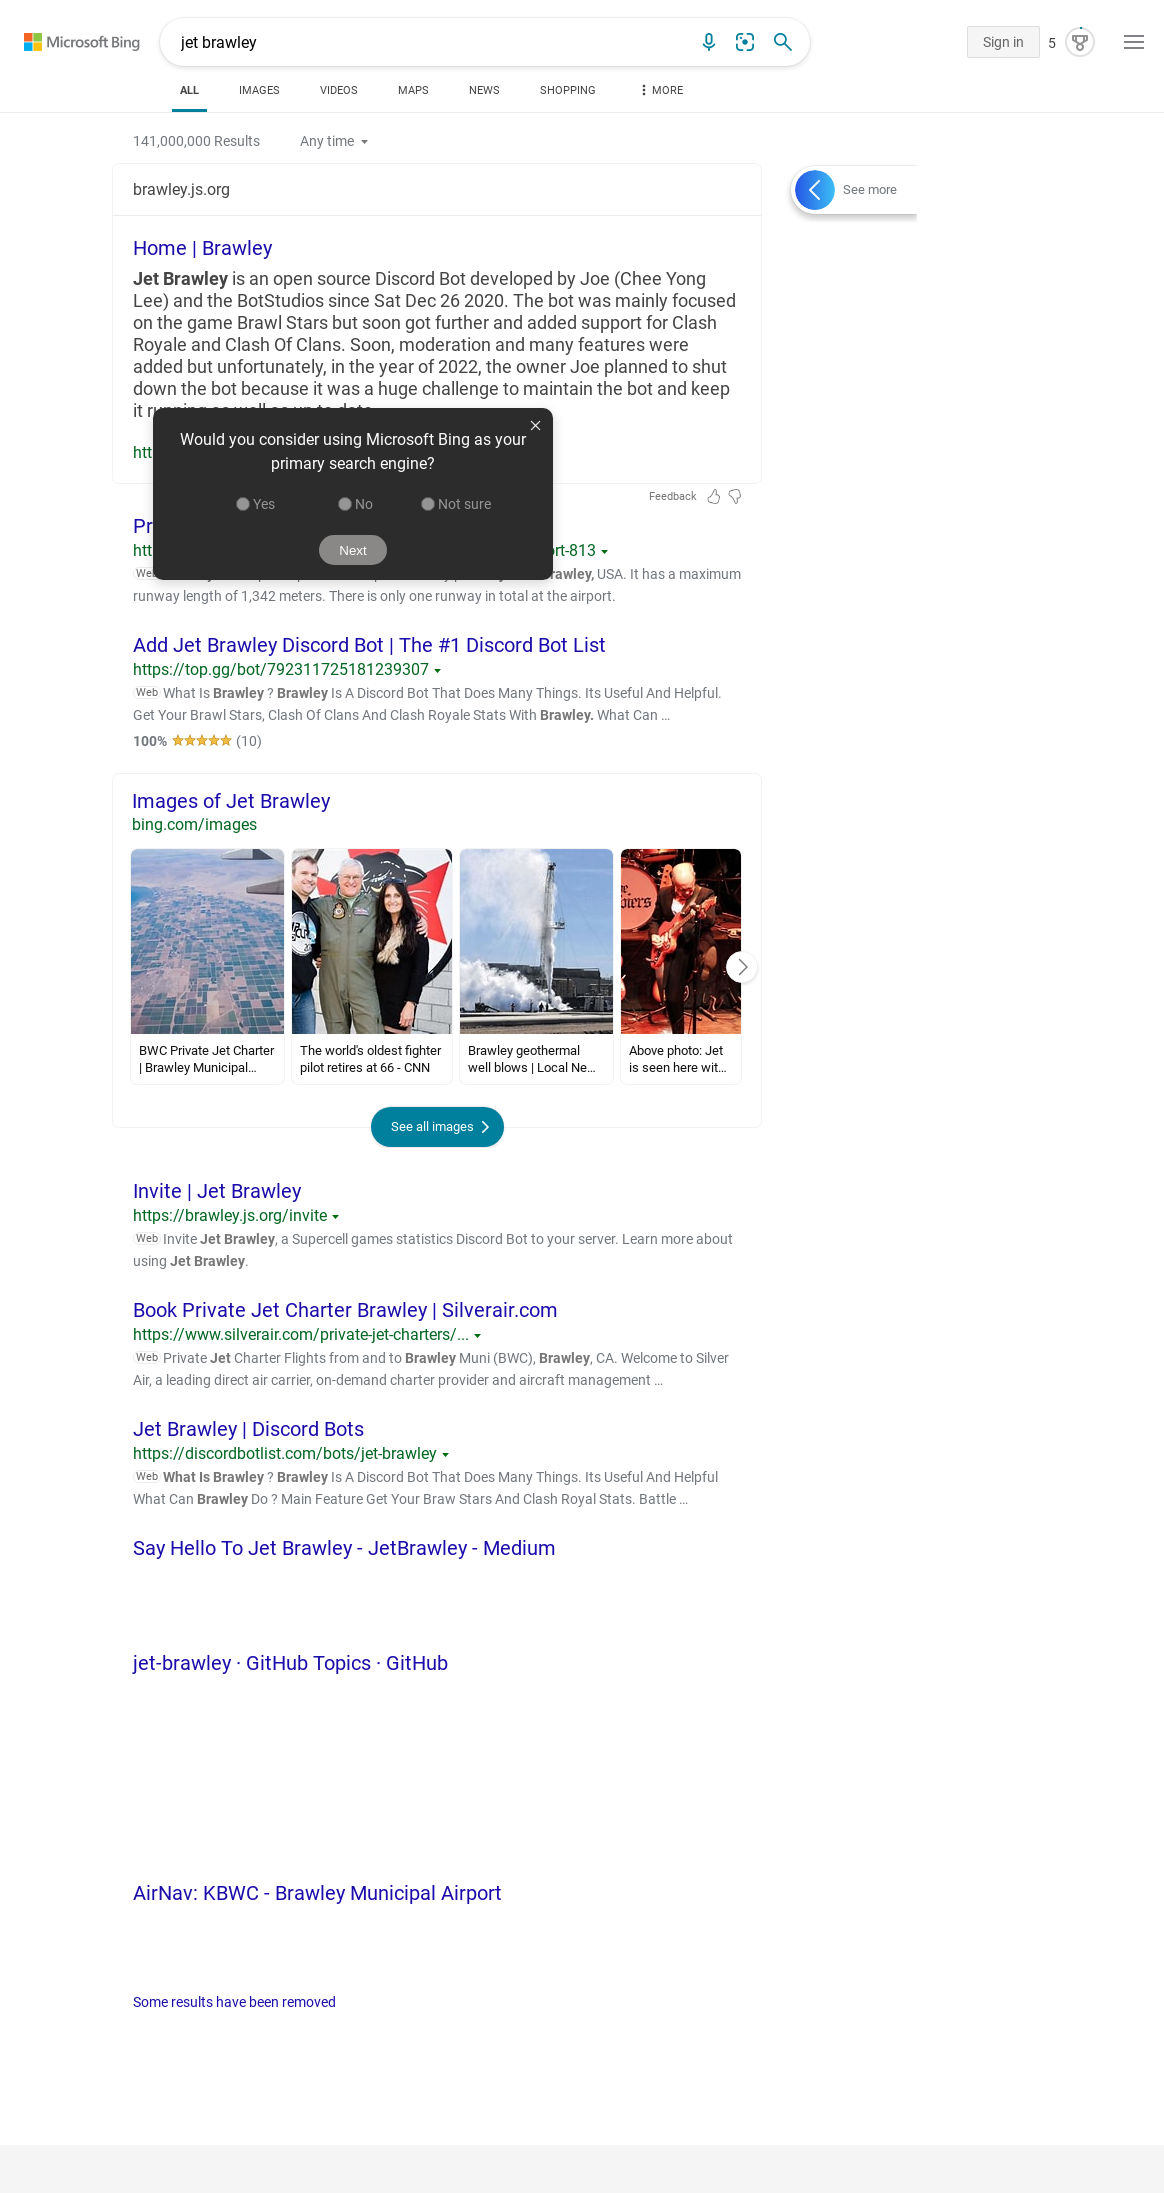 Microsoft Bing
jet brawley
Sign in
5
ALL
IMAGES
VIDEOS
MAPS
NEWS
SHOPPING
MORE
141,000,000 Results
Any time
brawley.js.org
See more
Home | Brawley
Jet Brawley is an open source Discord Bot developed by Joe (Chee Yong
Lee) and the BotStudios since Sat Dec 26 2020. The bot was mainly focused
on the game Brawl Stars but soon got further and added support for Clash
Royale and Clash Of Clans. Soon, moderation and many features were
added but unfortunately, in the year of 2022, the owner Joe planned to shut
down the bot because it was a huge challenge to maintain the bot and keep
it running as well as up to date
Would you consider using Microsoft Bing as your
primary search engine?
Yes
No
Not sure
Next
Feedback
ort-813
USA. It has a maximum
runway length of 1,342 meters. There is only one runway in total at the airport.
Add Jet Brawley Discord Bot | The #1 Discord Bot List
https://top.gg/bot/792311725181239307
Web What Is Brawley ? Brawley Is A Discord Bot That Does Many Things. Its Useful And Helpful.
Get Your Brawl Stars, Clash Of Clans And Clash Royale Stats With Brawley. What Can ...
100% (10)
Images of Jet Brawley
bing.com/images
BWC Private Jet Charter
| Brawley Municipal...
The world's oldest fighter
pilot retires at 66 - CNN
Brawley geothermal
well blows | Local Ne...
Above photo: Jet
is seen here wit...
See all images
Invite | Jet Brawley
https://brawley.js.org/invite
Web Invite Jet Brawley, a Supercell games statistics Discord Bot to your server. Learn more about
using Jet Brawley.
Book Private Jet Charter Brawley | Silverair.com
https://www.silverair.com/private-jet-charters/...
Web Private Jet Charter Flights from and to Brawley Muni (BWC), Brawley, CA. Welcome to Silver
Air, a leading direct air carrier, on-demand charter provider and aircraft management ...
Jet Brawley | Discord Bots
https://discordbotlist.com/bots/jet-brawley
Web What Is Brawley ? Brawley Is A Discord Bot That Does Many Things. Its Useful And Helpful
What Can Brawley Do ? Main Feature Get Your Braw Stars And Clash Royal Stats. Battle ...
Say Hello To Jet Brawley - JetBrawley - Medium
jet-brawley · GitHub Topics · GitHub
AirNav: KBWC - Brawley Municipal Airport
Some results have been removed